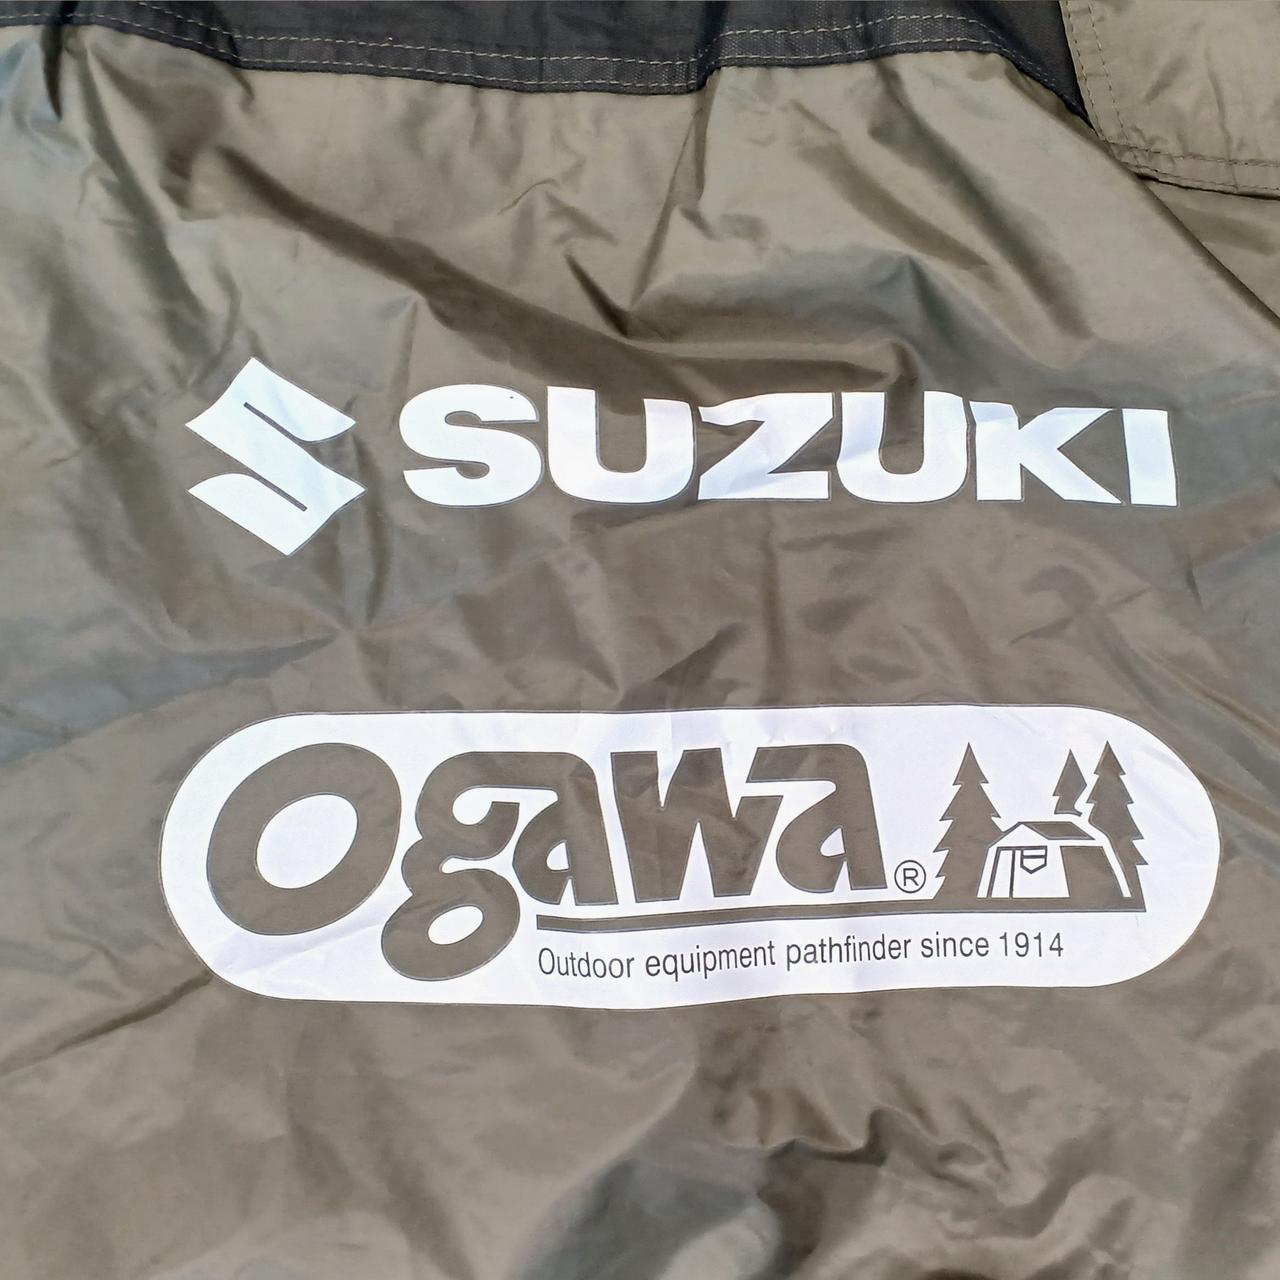 SUZUKI
ogawa®
Outdoor equipment pathfinder since 1914